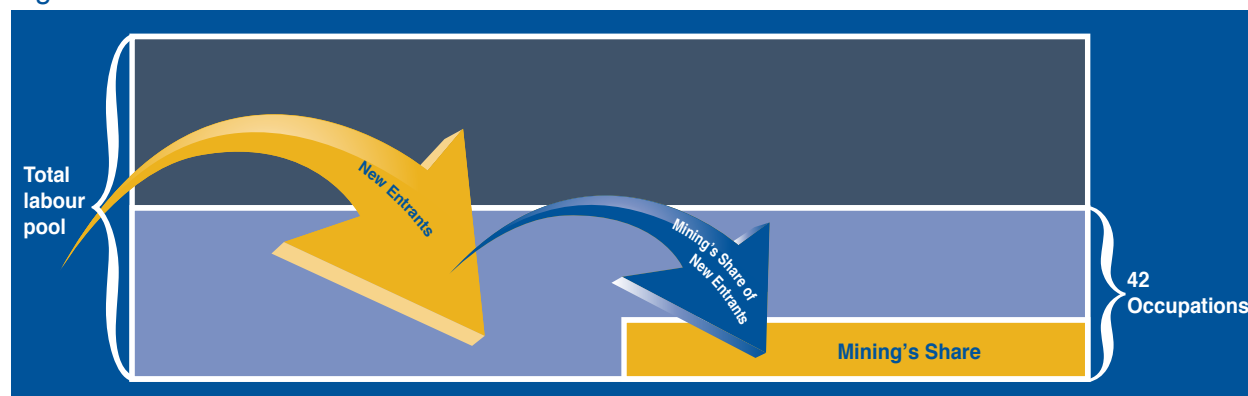 Total
labour
pool
New Entrants
Mining's Share of
New Entrants
42
Occupations
Mining's Share